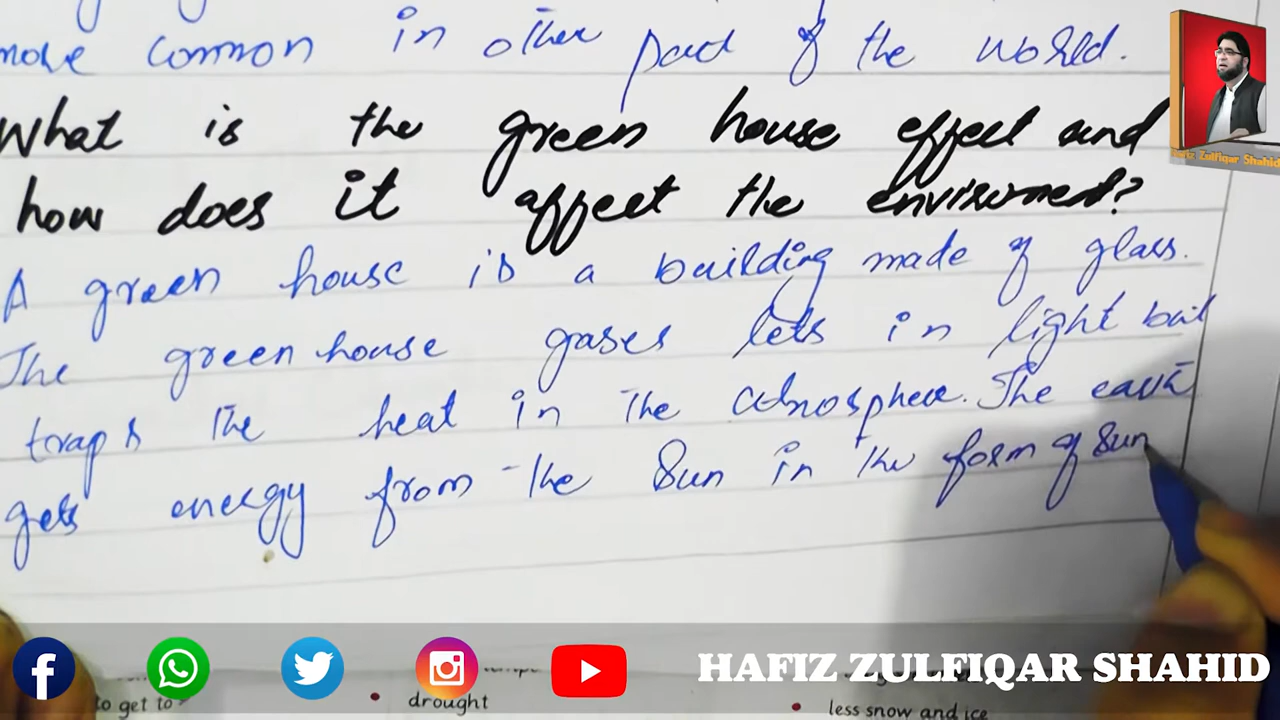 more common in other part of the world.
What is the green house effect and
how does it affect the enviroment?
A green house is a building made of glass.
The greenhouse gases lets in light but
traps the heat in the atmosphere. The earth
gets energy from the Sun in the form of Sun
Hafiz Zulfiqar Shahid
HAFIZ ZULFIQAR SHAHID
to get to
drought
less snow and ice